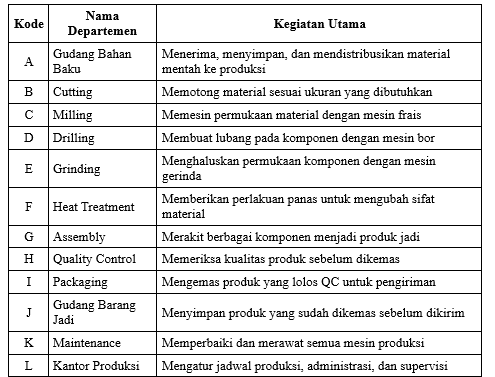 Kode Nama Departemen Kegiatan Utama
A Gudang Bahan Baku Menerima, menyimpan, dan mendistribusikan material mentah ke produksi
B Cutting Memotong material sesuai ukuran yang dibutuhkan
C Milling Memesin permukaan material dengan mesin frais
D Drilling Membuat lubang pada komponen dengan mesin bor
E Grinding Menghaluskan permukaan komponen dengan mesin gerinda
F Heat Treatment Memberikan perlakuan panas untuk mengubah sifat material
G Assembly Merakit berbagai komponen menjadi produk jadi
H Quality Control Memeriksa kualitas produk sebelum dikemas
I Packaging Mengemas produk yang lolos QC untuk pengiriman
J Gudang Barang Jadi Menyimpan produk yang sudah dikemas sebelum dikirim
K Maintenance Memperbaiki dan merawat semua mesin produksi
L Kantor Produksi Mengatur jadwal produksi, administrasi, dan supervisi